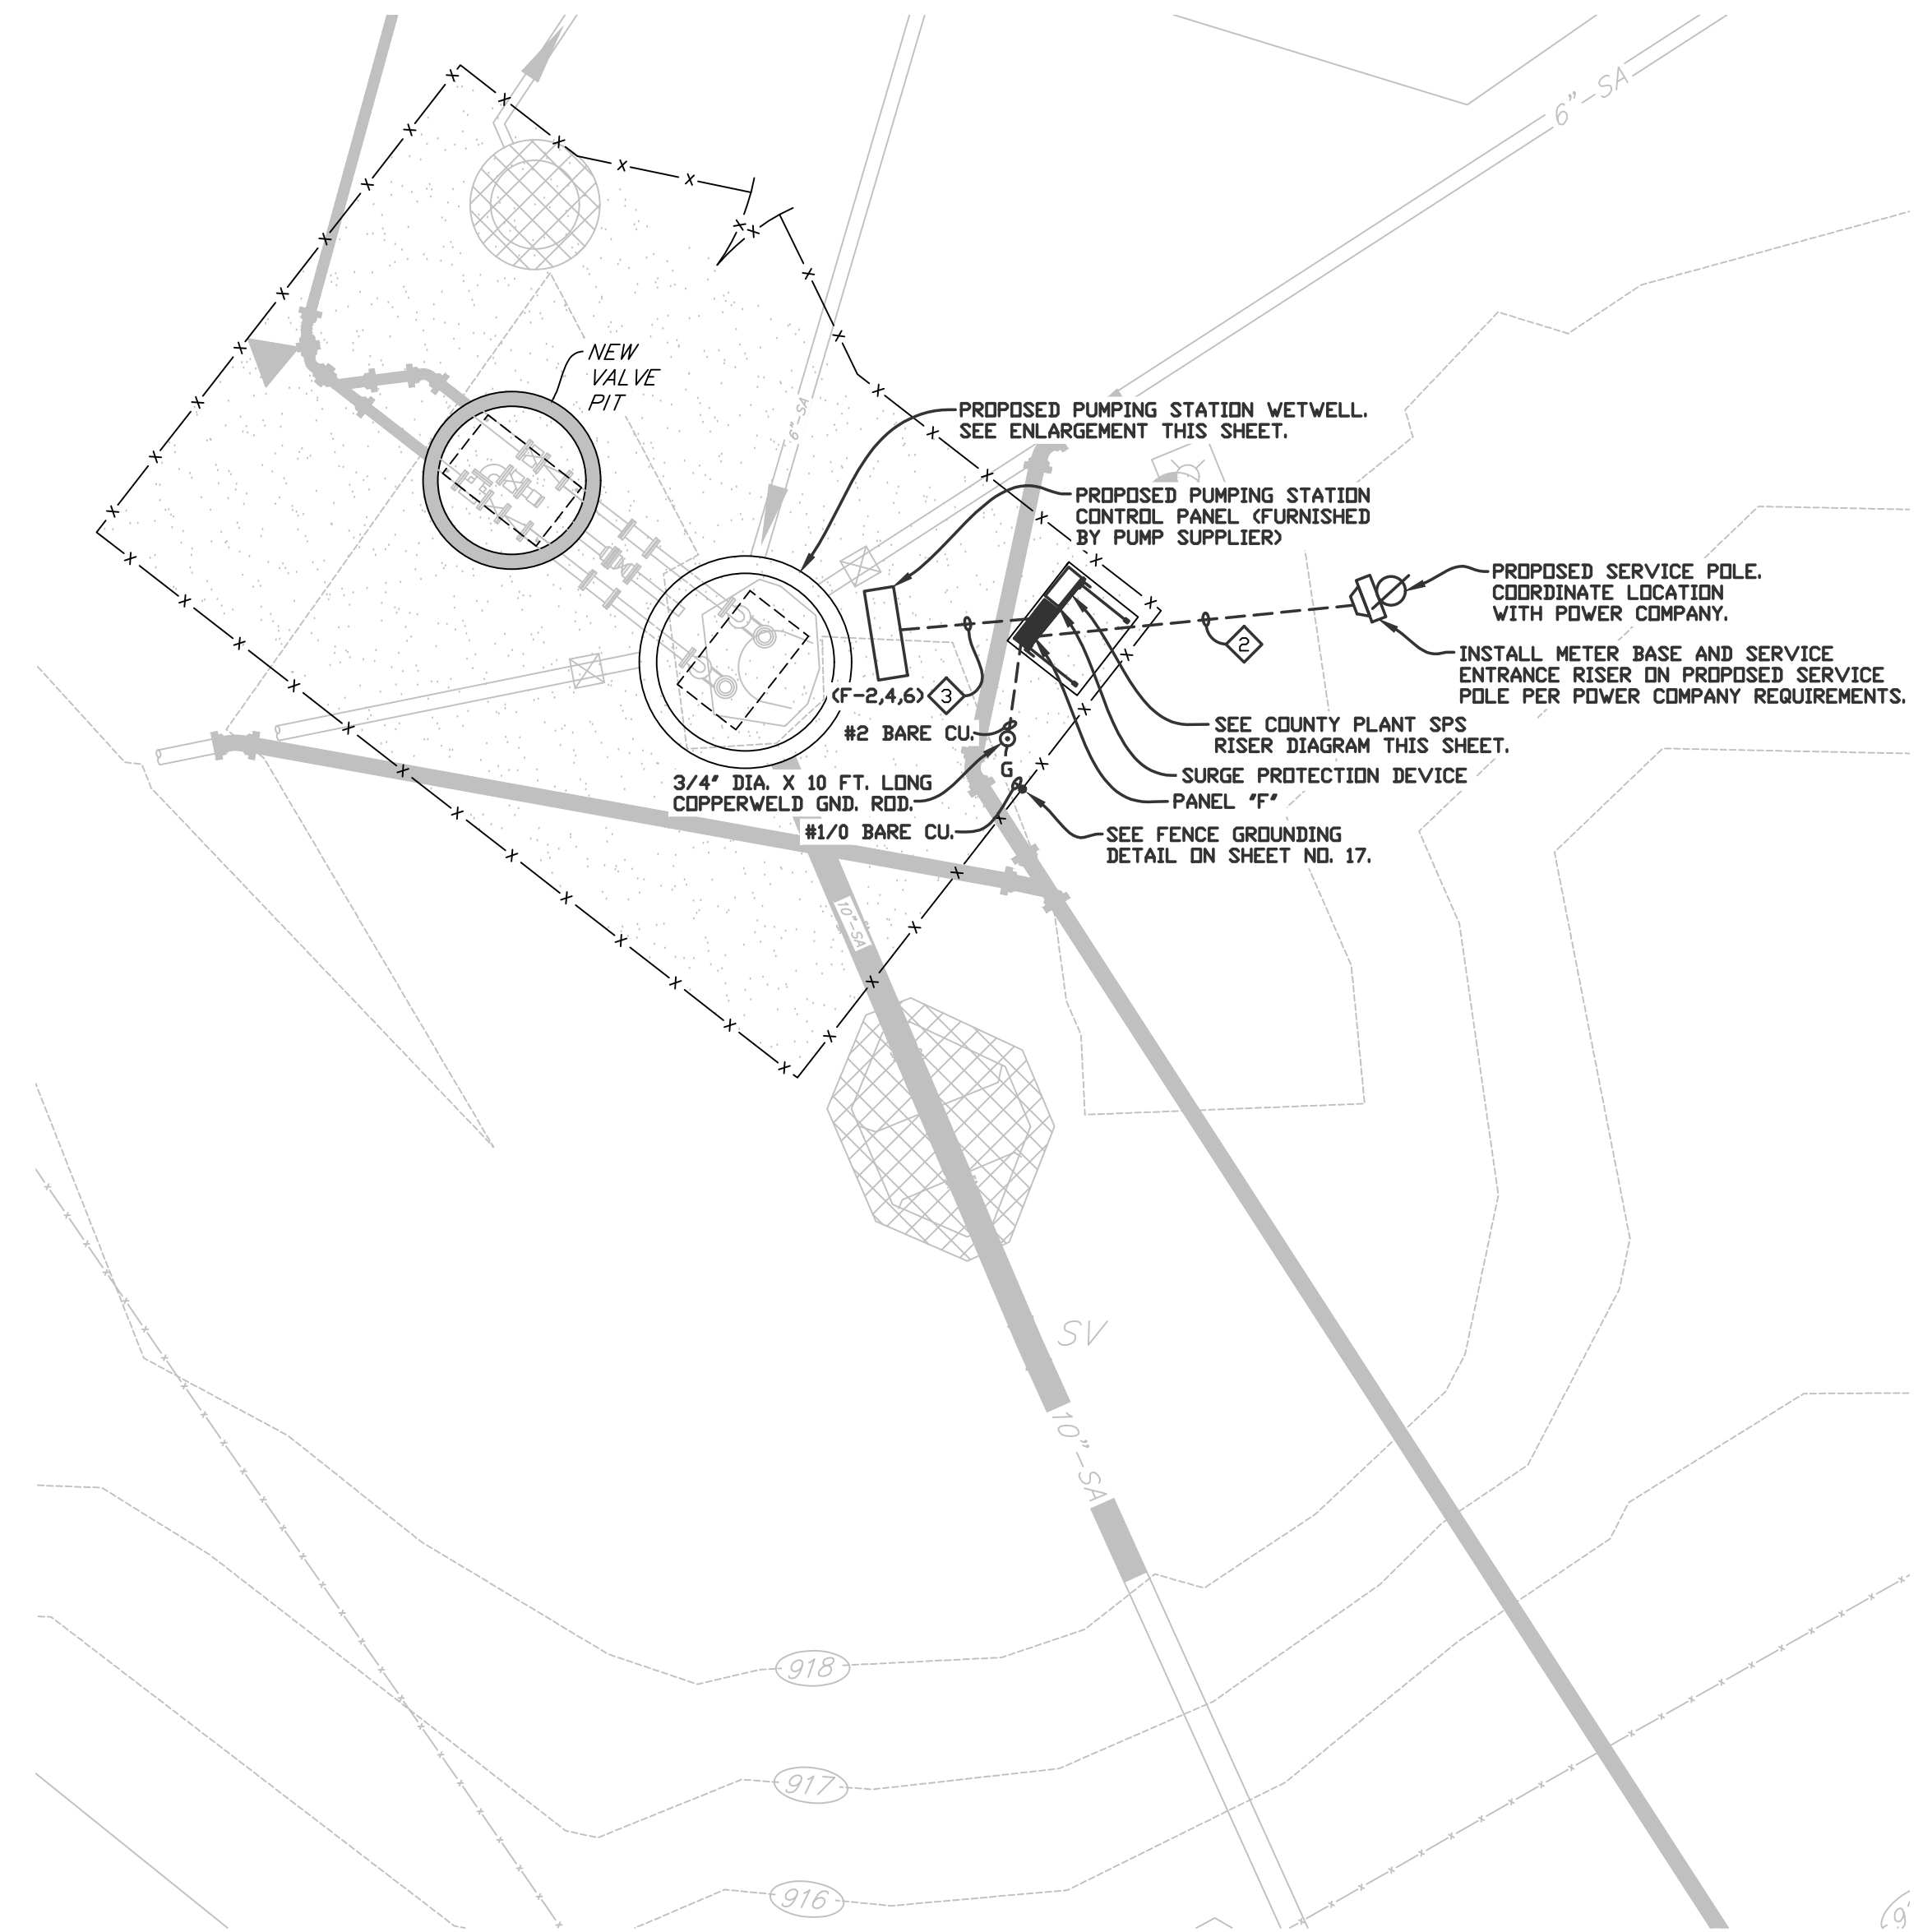 6"-SA
NEW
VALVE
PIT
6"-SA
PROPOSED PUMPING STATION WETWELL.
SEE ENLARGEMENT THIS SHEET.
PROPOSED PUMPING STATION
CONTROL PANEL (FURNISHED
BY PUMP SUPPLIER)
PROPOSED SERVICE POLE.
COORDINATE LOCATION
WITH POWER COMPANY.
2
INSTALL METER BASE AND SERVICE
ENTRANCE RISER ON PROPOSED SERVICE
POLE PER POWER COMPANY REQUIREMENTS.
(F-2,4,6) 3
#2 BARE CU.
SEE COUNTY PLANT SPS
RISER DIAGRAM THIS SHEET.
G
SURGE PROTECTION DEVICE
3/4" DIA. X 10 FT. LONG
COPPERWELD GND. ROD.
PANEL "F"
#1/0 BARE CU.
SEE FENCE GROUNDING
DETAIL ON SHEET NO. 17.
10"-SA
SV
10"-SA
918
917
916